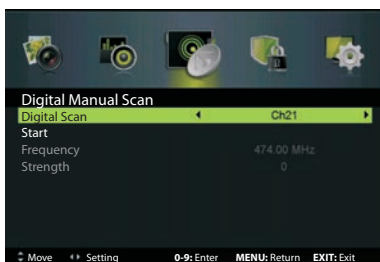 Digital Manual Scan
Digital Scan Ch21
Start
Frequency 474.00 MHz
Strength 0
Move Setting 0-9: Enter MENU: Return EXIT: Exit